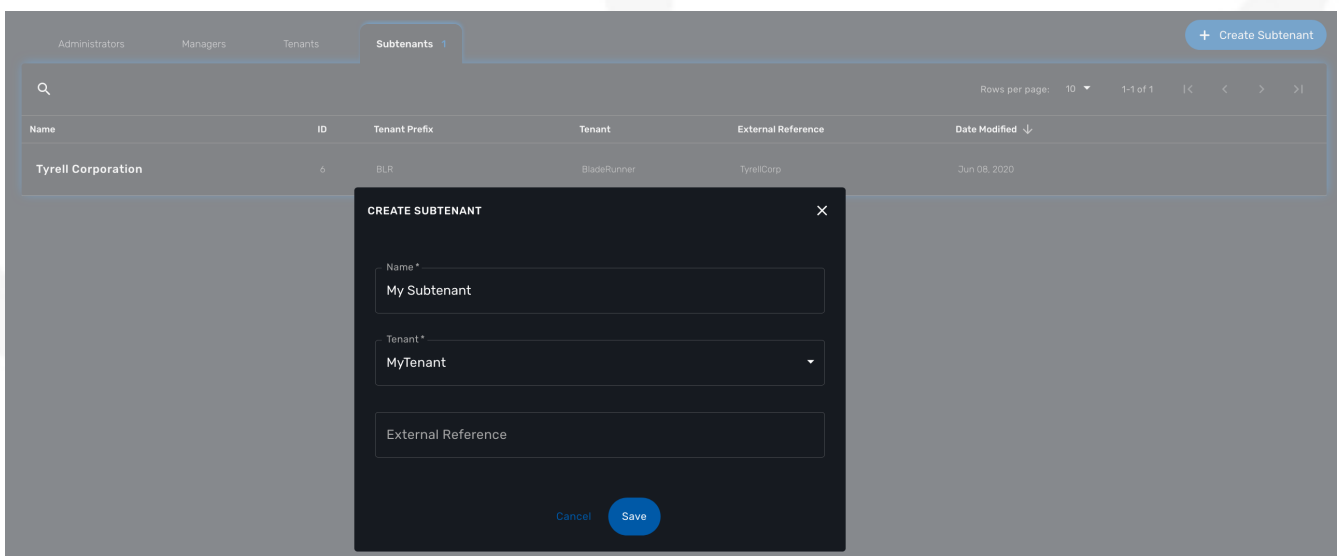 Administrators Managers Tenants Subtenants 1 + Create Subtenant
Rows per page: 10 1-1 of 1
Name ID Tenant Prefix Tenant External Reference Date Modified
Tyrell Corporation 6 BLR BladeRunner TyrellCorp Jun 08, 2020
CREATE SUBTENANT
Name *
My Subtenant
Tenant *
MyTenant
External Reference
Cancel Save